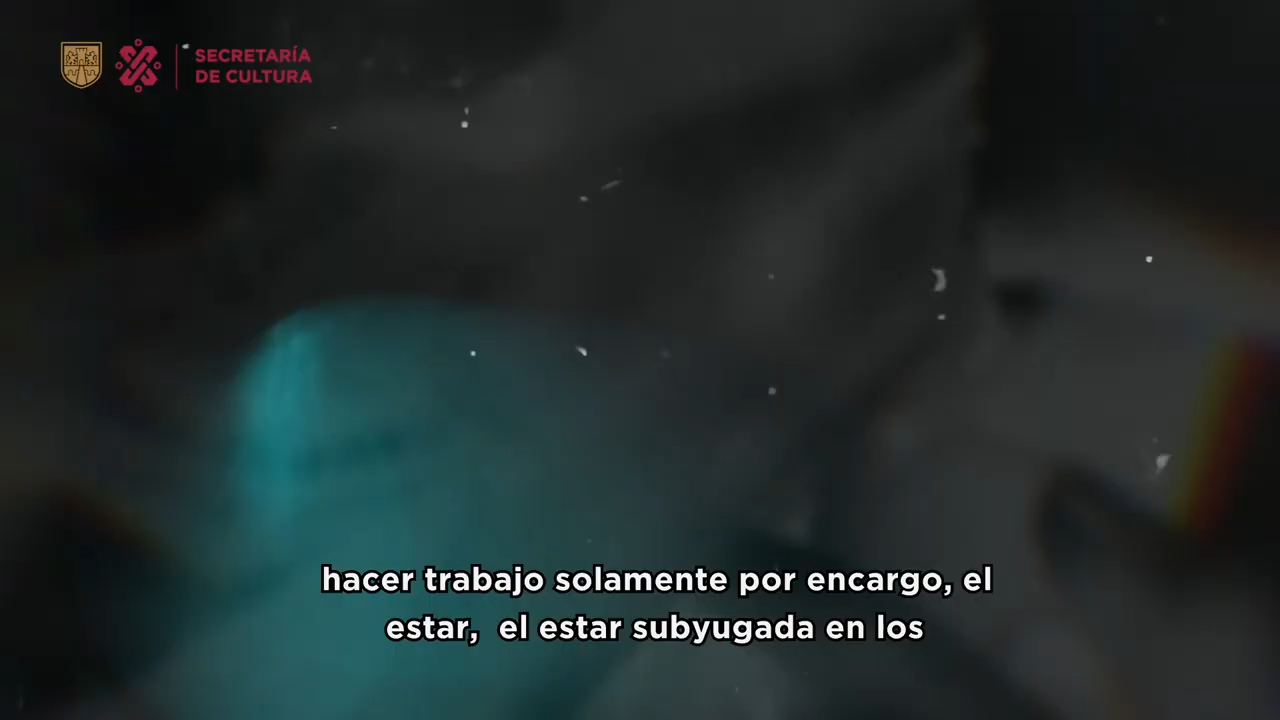 SECRETARÍA
DE CULTURA
hacer trabajo solamente por encargo, el
estar,  el estar subyugada en los